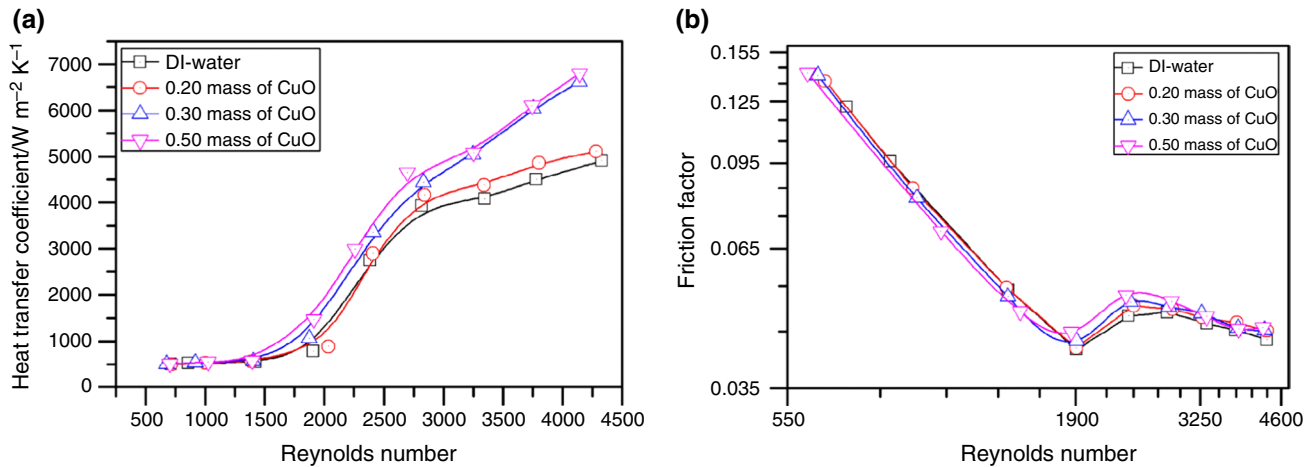 (a)
Heat transfer coefficient/W m⁻² K⁻¹
7000
6000
5000
4000
3000
2000
1000
0
DI-water
0.20 mass of CuO
0.30 mass of CuO
0.50 mass of CuO
500 1000 1500 2000 2500 3000 3500 4000 4500
Reynolds number
(b)
Friction factor
0.155
0.125
0.095
0.065
0.035
DI-water
0.20 mass of CuO
0.30 mass of CuO
0.50 mass of CuO
550 1900 3250 4600
Reynolds number